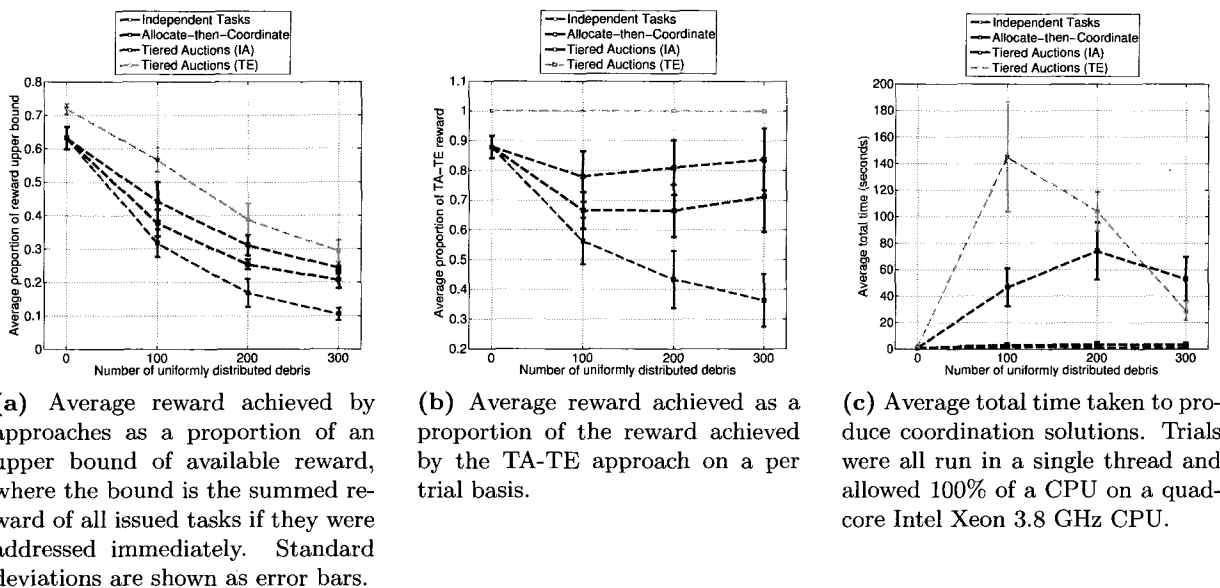 Independent Tasks
Allocate-then-Coordinate
Tiered Auctions (IA)
Tiered Auctions (TE)
0.8
0.7
0.6
0.5
0.4
0.3
0.2
0.1
0
Average proportion of reward upper bound
0 100 200 300
Number of uniformly distributed debris
(a) Average reward achieved by
approaches as a proportion of an
upper bound of available reward,
where the bound is the summed re-
ward of all issued tasks if they were
addressed immediately. Standard
deviations are shown as error bars.
Independent Tasks
Allocate-then-Coordinate
Tiered Auctions (IA)
Tiered Auctions (TE)
1.1
1
0.9
0.8
0.7
0.6
0.5
0.4
0.3
0.2
Average proportion of TA-TE reward
0 100 200 300
Number of uniformly distributed debris
(b) Average reward achieved as a
proportion of the reward achieved
by the TA-TE approach on a per
trial basis.
Independent Tasks
Allocate-then-Coordinate
Tiered Auctions (IA)
Tiered Auctions (TE)
200
180
160
140
120
100
80
60
40
20
0
Average total time (seconds)
0 100 200 300
Number of uniformly distributed debris
(c) Average total time taken to pro-
duce coordination solutions. Trials
were all run in a single thread and
allowed 100% of a CPU on a quad-
core Intel Xeon 3.8 GHz CPU.